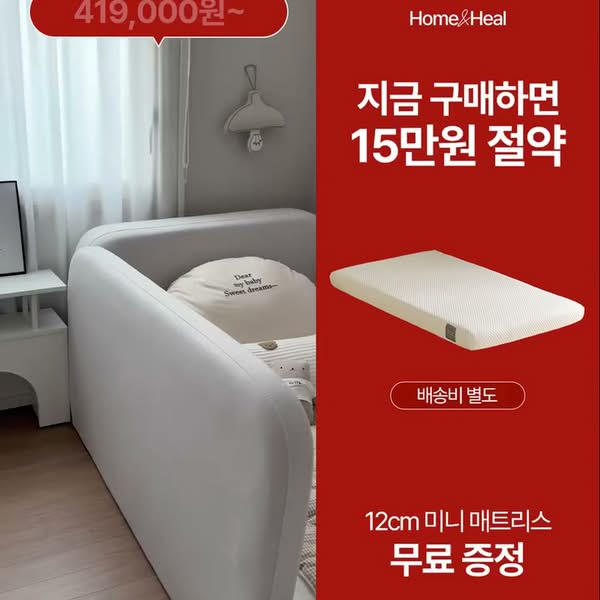 419,000원~
Home&Heal
지금 구매하면
15만원 절약
Dear
my baby
Sweet dreams—
배송비 별도
12cm 미니 매트리스
무료 증정